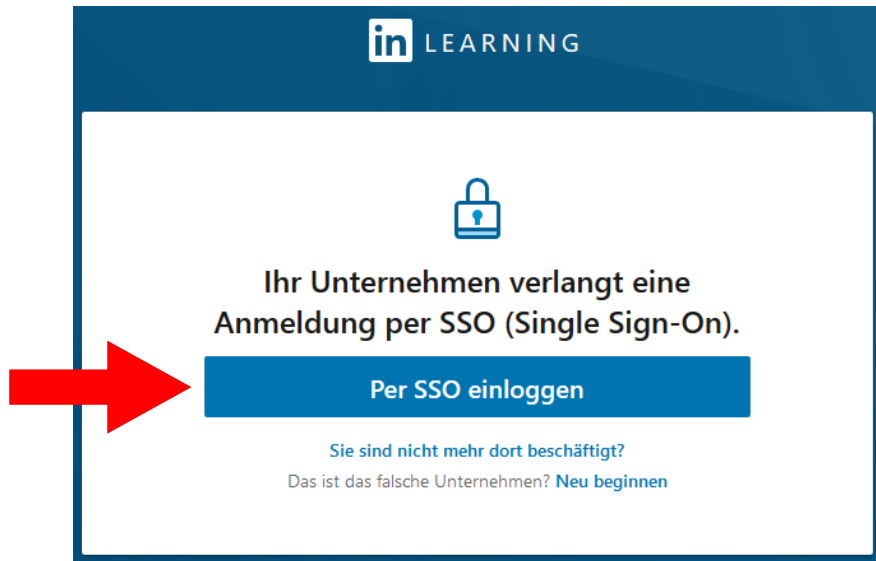 in LEARNING
Ihr Unternehmen verlangt eine
Anmeldung per SSO (Single Sign-On).
Per SSO einloggen
Sie sind nicht mehr dort beschäftigt?
Das ist das falsche Unternehmen? Neu beginnen